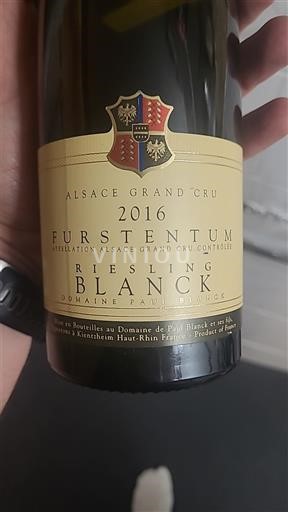 ALSACE GRAND CRU
2016
FURSTENTUM
APPELLATION ALSACE GRAND CRU CONTRÔLÉE
VINIOU
RIESLING
BLANCK
DOMAINE PAUL BLANCK
Mise en Bouteilles au Domaine de Paul Blanck et ses fils,
à Kientzheim Haut-Rhin France - Product of France